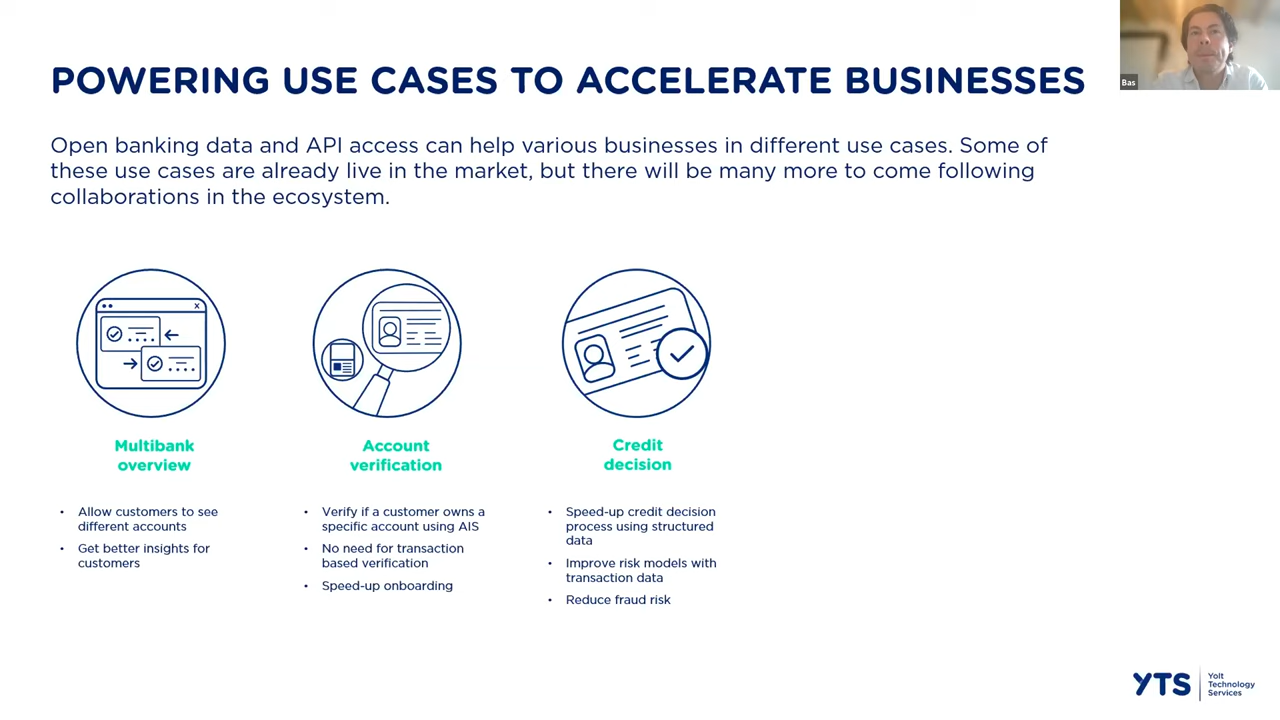 Bas
POWERING USE CASES TO ACCELERATE BUSINESSES
Open banking data and API access can help various businesses in different use cases. Some of
these use cases are already live in the market, but there will be many more to come following
collaborations in the ecosystem.
X
Multibank
overview
• Allow customers to see
different accounts
• Get better insights for
customers
Account
verification
• Verify if a customer owns a
specific account using AIS
• No need for transaction
based verification
• Speed-up onboarding
Credit
decision
• Speed-up credit decision
process using structured
data
• Improve risk models with
transaction data
• Reduce fraud risk
YTS
Yolt
Technology
Services